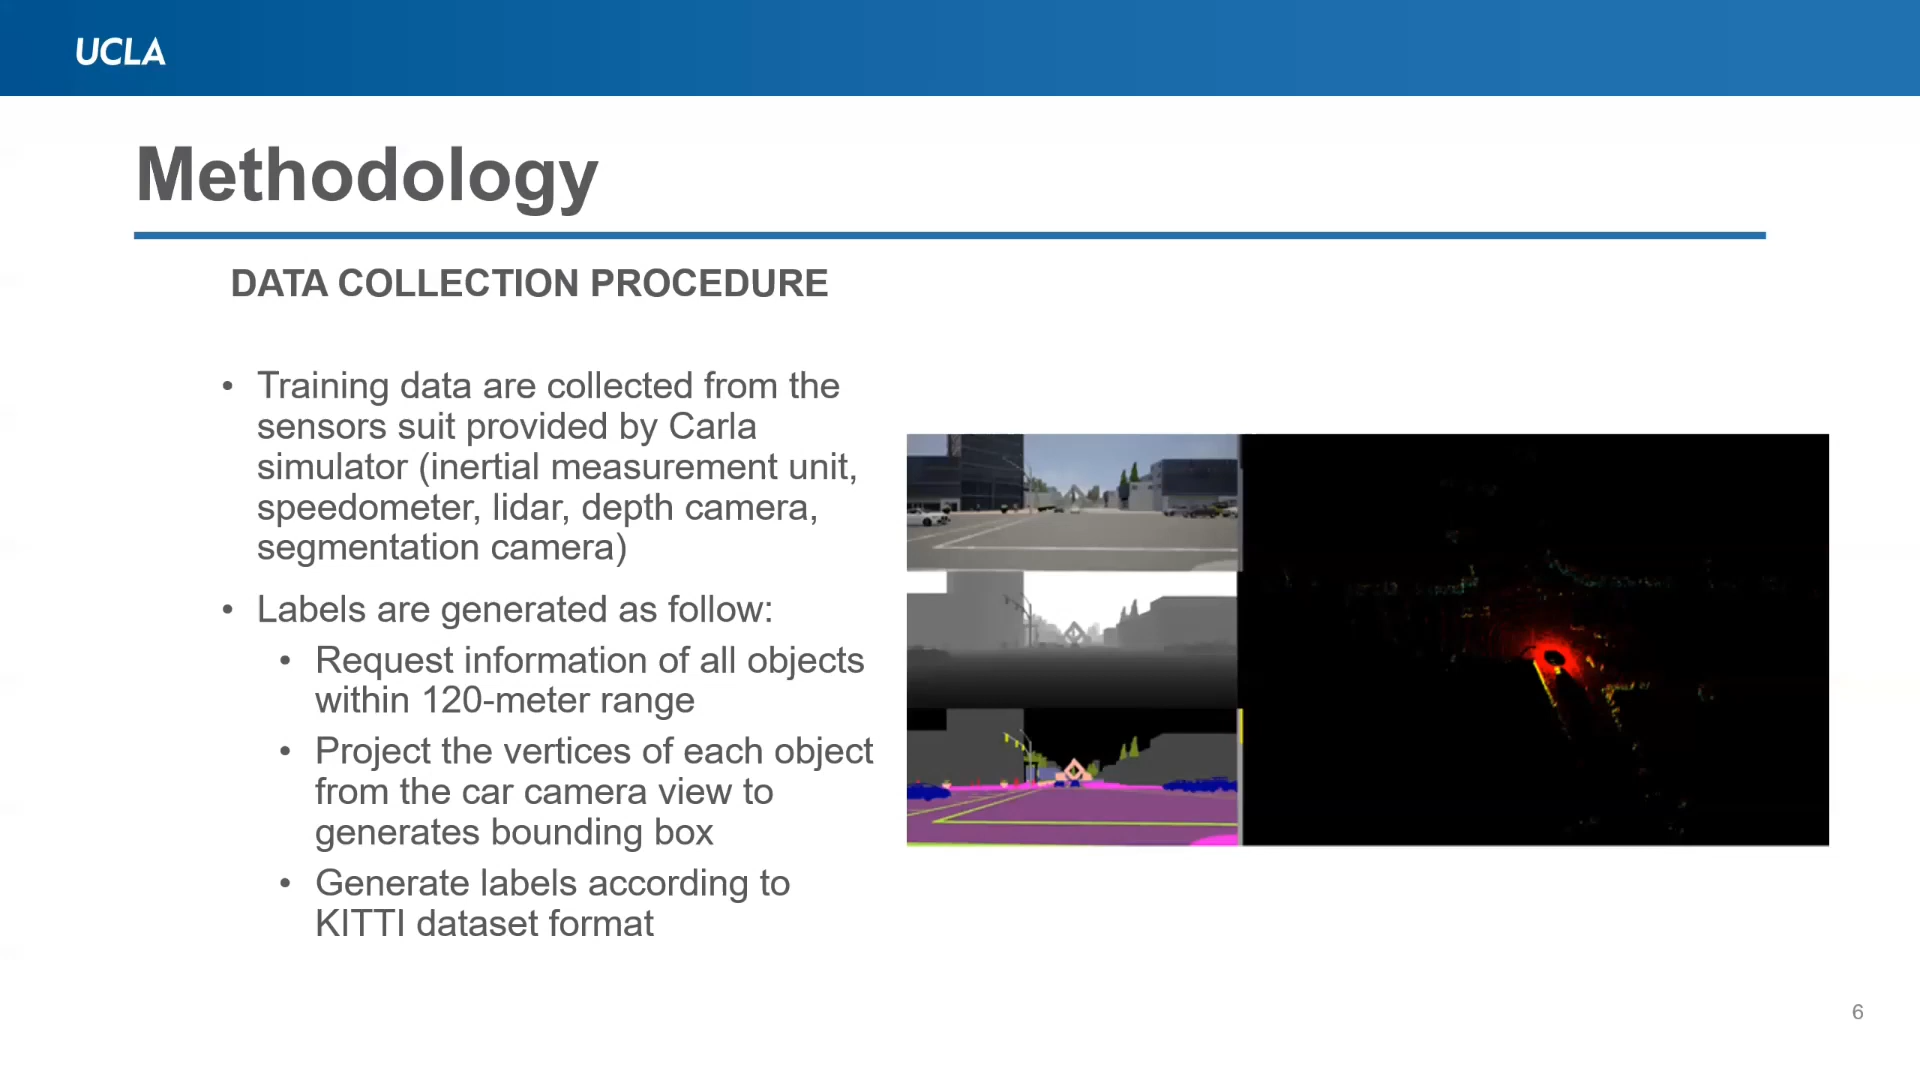 UCLA
Methodology
DATA COLLECTION PROCEDURE
• Training data are collected from the
sensors suit provided by Carla
simulator (inertial measurement unit,
speedometer, lidar, depth camera,
segmentation camera)
• Labels are generated as follow:
• Request information of all objects
within 120-meter range
• Project the vertices of each object
from the car camera view to
generates bounding box
• Generate labels according to
KITTI dataset format
6